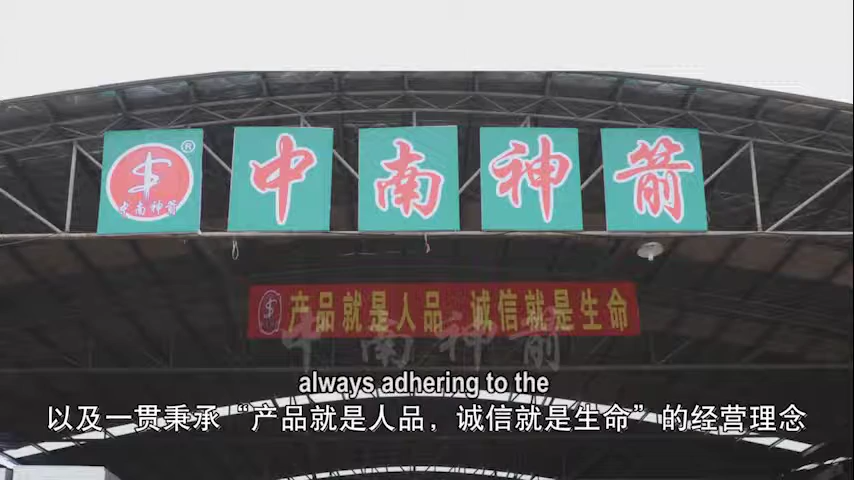 ®
中南神箭
中南神箭
产品就是人品 诚信就是生命
中南神箭
always adhering to the
以及一贯秉承“产品就是人品，诚信就是生命”的经营理念